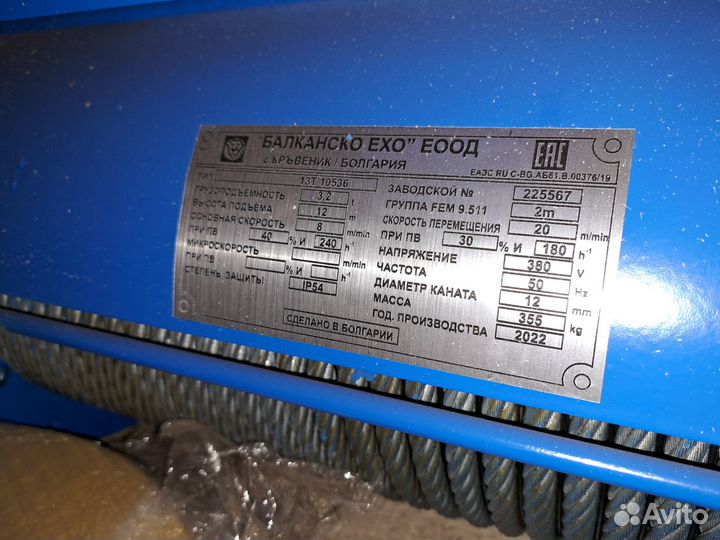 "БАЛКАНСКО ЕХО" ЕООД
с. КРЪВЕНИК / БОЛГАРИЯ
EAC
ЕАЭС RU C-BG.АБ61.В.00376/19
ТИП 13Т 10536
ГРУЗОПОДЪЕМНОСТЬ 3,2 t
ВЫСОТА ПОДЪЕМА 12 m
ОСНОВНАЯ СКОРОСТЬ 8 m/min
ПРИ ПВ 40 % И 240 h-1
МИКРОСКОРОСТЬ m/min
ПРИ ПВ % И h-1
СТЕПЕНЬ ЗАЩИТЫ IP54
СДЕЛАНО В БОЛГАРИИ
ЗАВОДСКОЙ № 225567
ГРУППА FEM 9.511 2m
СКОРОСТЬ ПЕРЕМЕЩЕНИЯ 20 m/min
ПРИ ПВ 30 % И 180 h-1
НАПРЯЖЕНИЕ 380 V
ЧАСТОТА 50 Hz
ДИАМЕТР КАНАТА 12 mm
МАССА 355 kg
ГОД. ПРОИЗВОДСТВА 2022
Avito